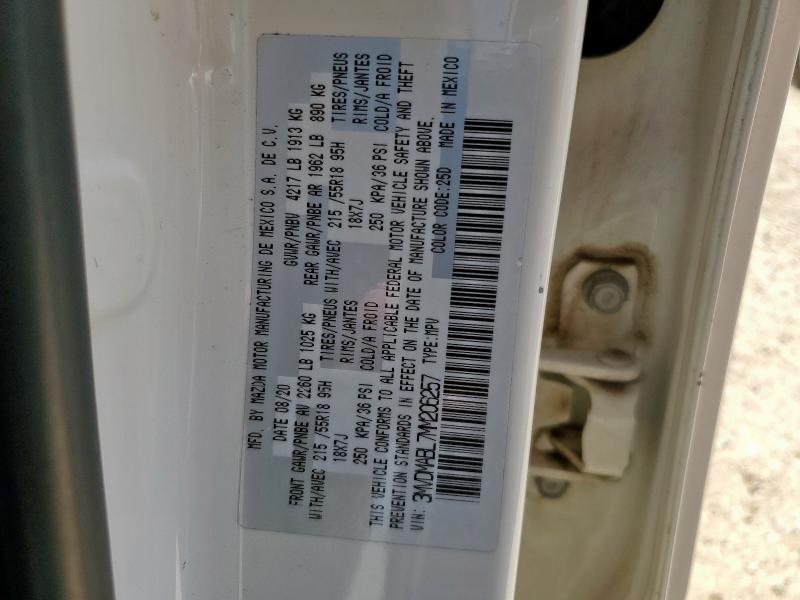 MFD. BY MAZDA MOTOR MANUFACTURING DE MEXICO S.A. DE C.V.
DATE 08/20 GVWR/PNBV 4217 LB 1913 KG
FRONT GAWR/PNBE AV 2260 LB 1025 KG REAR GAWR/PNBE AR 1962 LB 890 KG
WITH/AVEC 215 /55R18 95H TIRES/PNEUS WITH/AVEC 215 /55R18 95H TIRES/PNEUS
18X7J RIMS/JANTES 18X7J RIMS/JANTES
250 KPA/36 PSI COLD/A FROID 250 KPA/36 PSI COLD/A FROID
THIS VEHICLE CONFORMS TO ALL APPLICABLE FEDERAL MOTOR VEHICLE SAFETY AND THEFT
PREVENTION STANDARDS IN EFFECT ON THE DATE OF MANUFACTURE SHOWN ABOVE.
VIN: 3MVDMABL7MM206257 TYPE:MPV COLOR CODE:25D MADE IN MEXICO